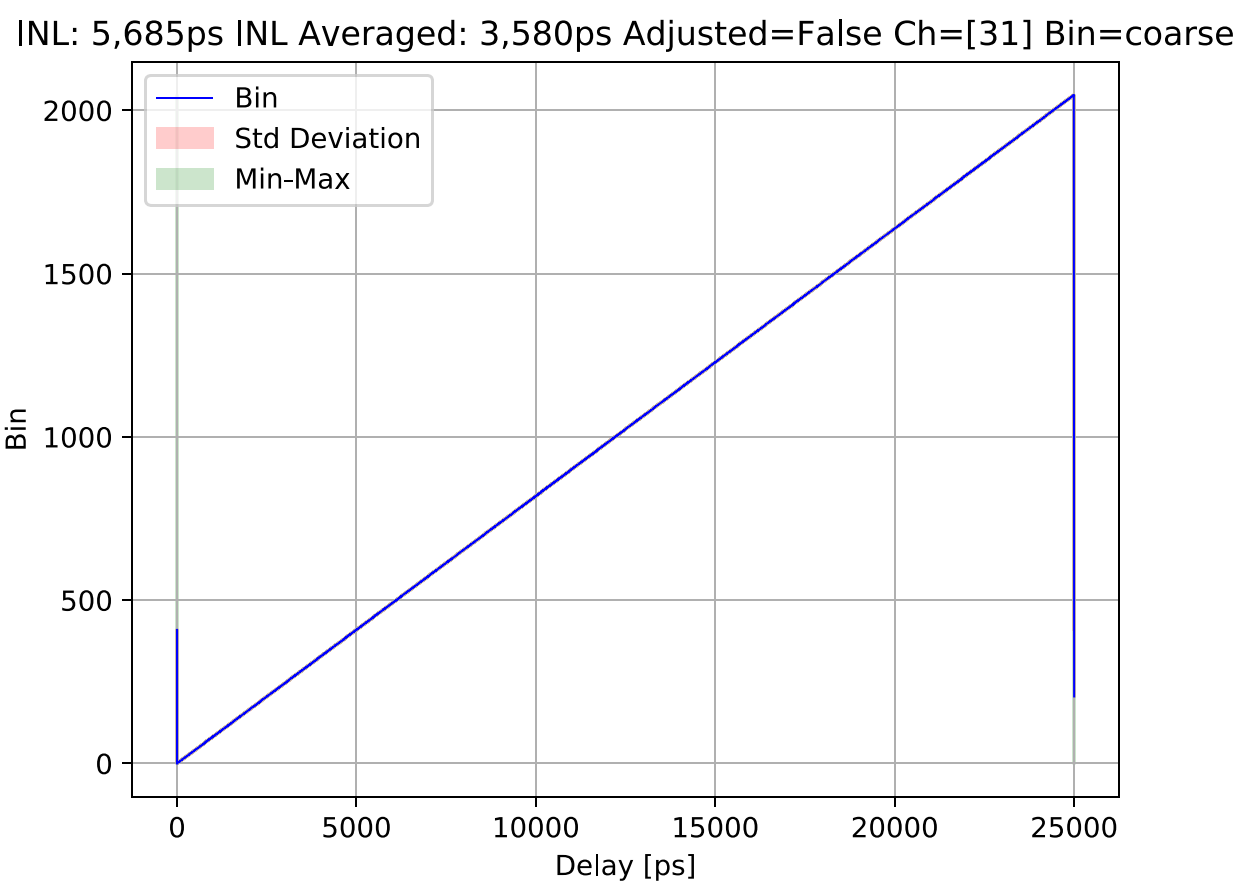 INL: 5,685ps INL Averaged: 3,580ps Adjusted=False Ch=[31] Bin=coarse
Bin
Std Deviation
Min-Max
2000
1500
1000
500
0
Bin
0 5000 10000 15000 20000 25000
Delay [ps]